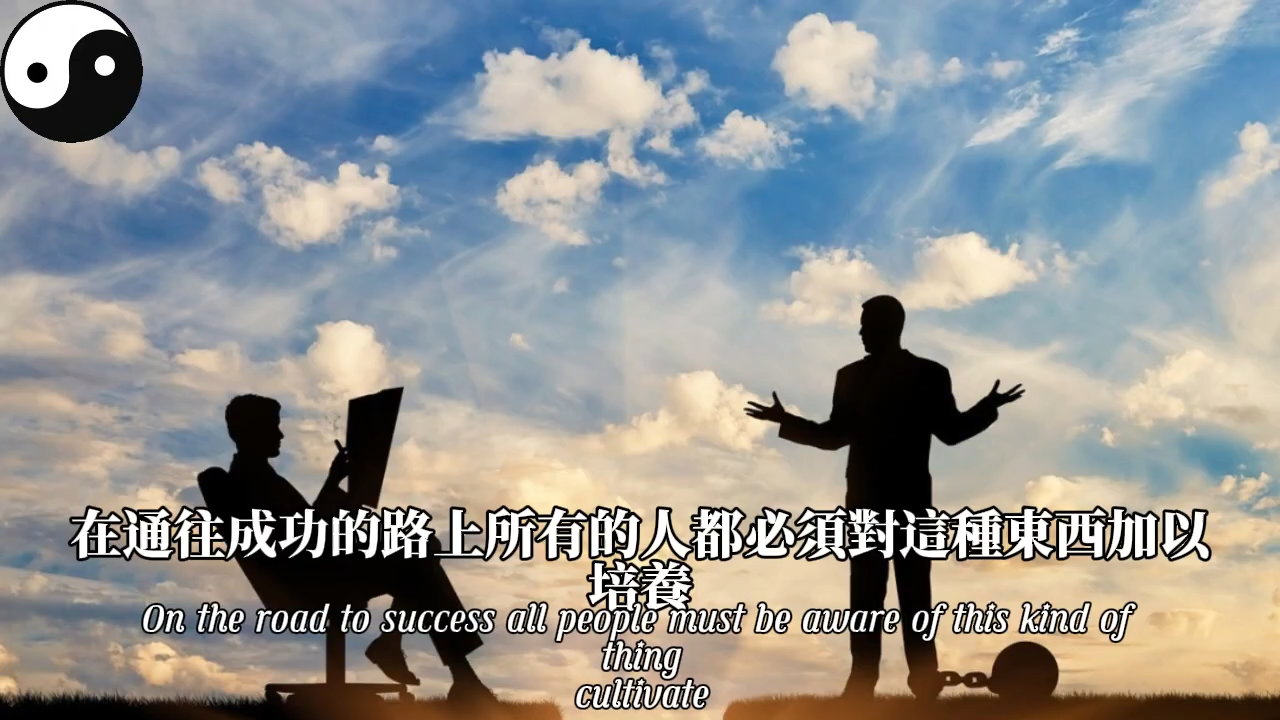 在通往成功的路上所有的人都必須對這種東西加以
培養
On the road to success all people must be aware of this kind of
thing
cultivate